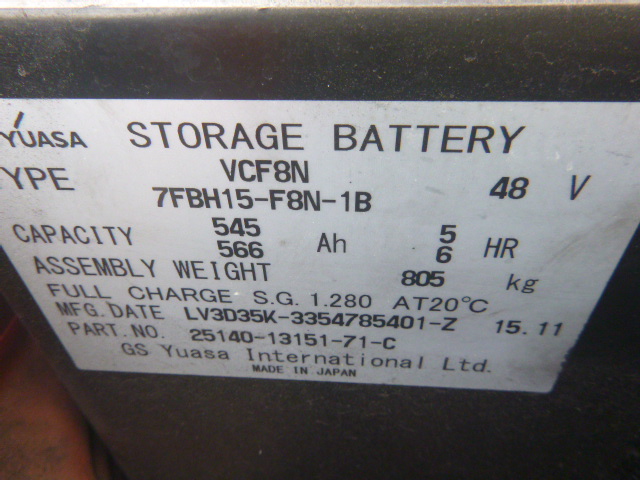 YUASA STORAGE BATTERY
YPE VCF8N 48 V
7FBH15-F8N-1B
CAPACITY 545 Ah 5 HR
566 6
ASSEMBLY WEIGHT 805 kg
FULL CHARGE S.G. 1.280 AT20℃
MFG.DATE LV3D35K-3354785401-Z 15.11
PART.NO. 25140-13151-71-C
GS Yuasa International Ltd.
MADE IN JAPAN